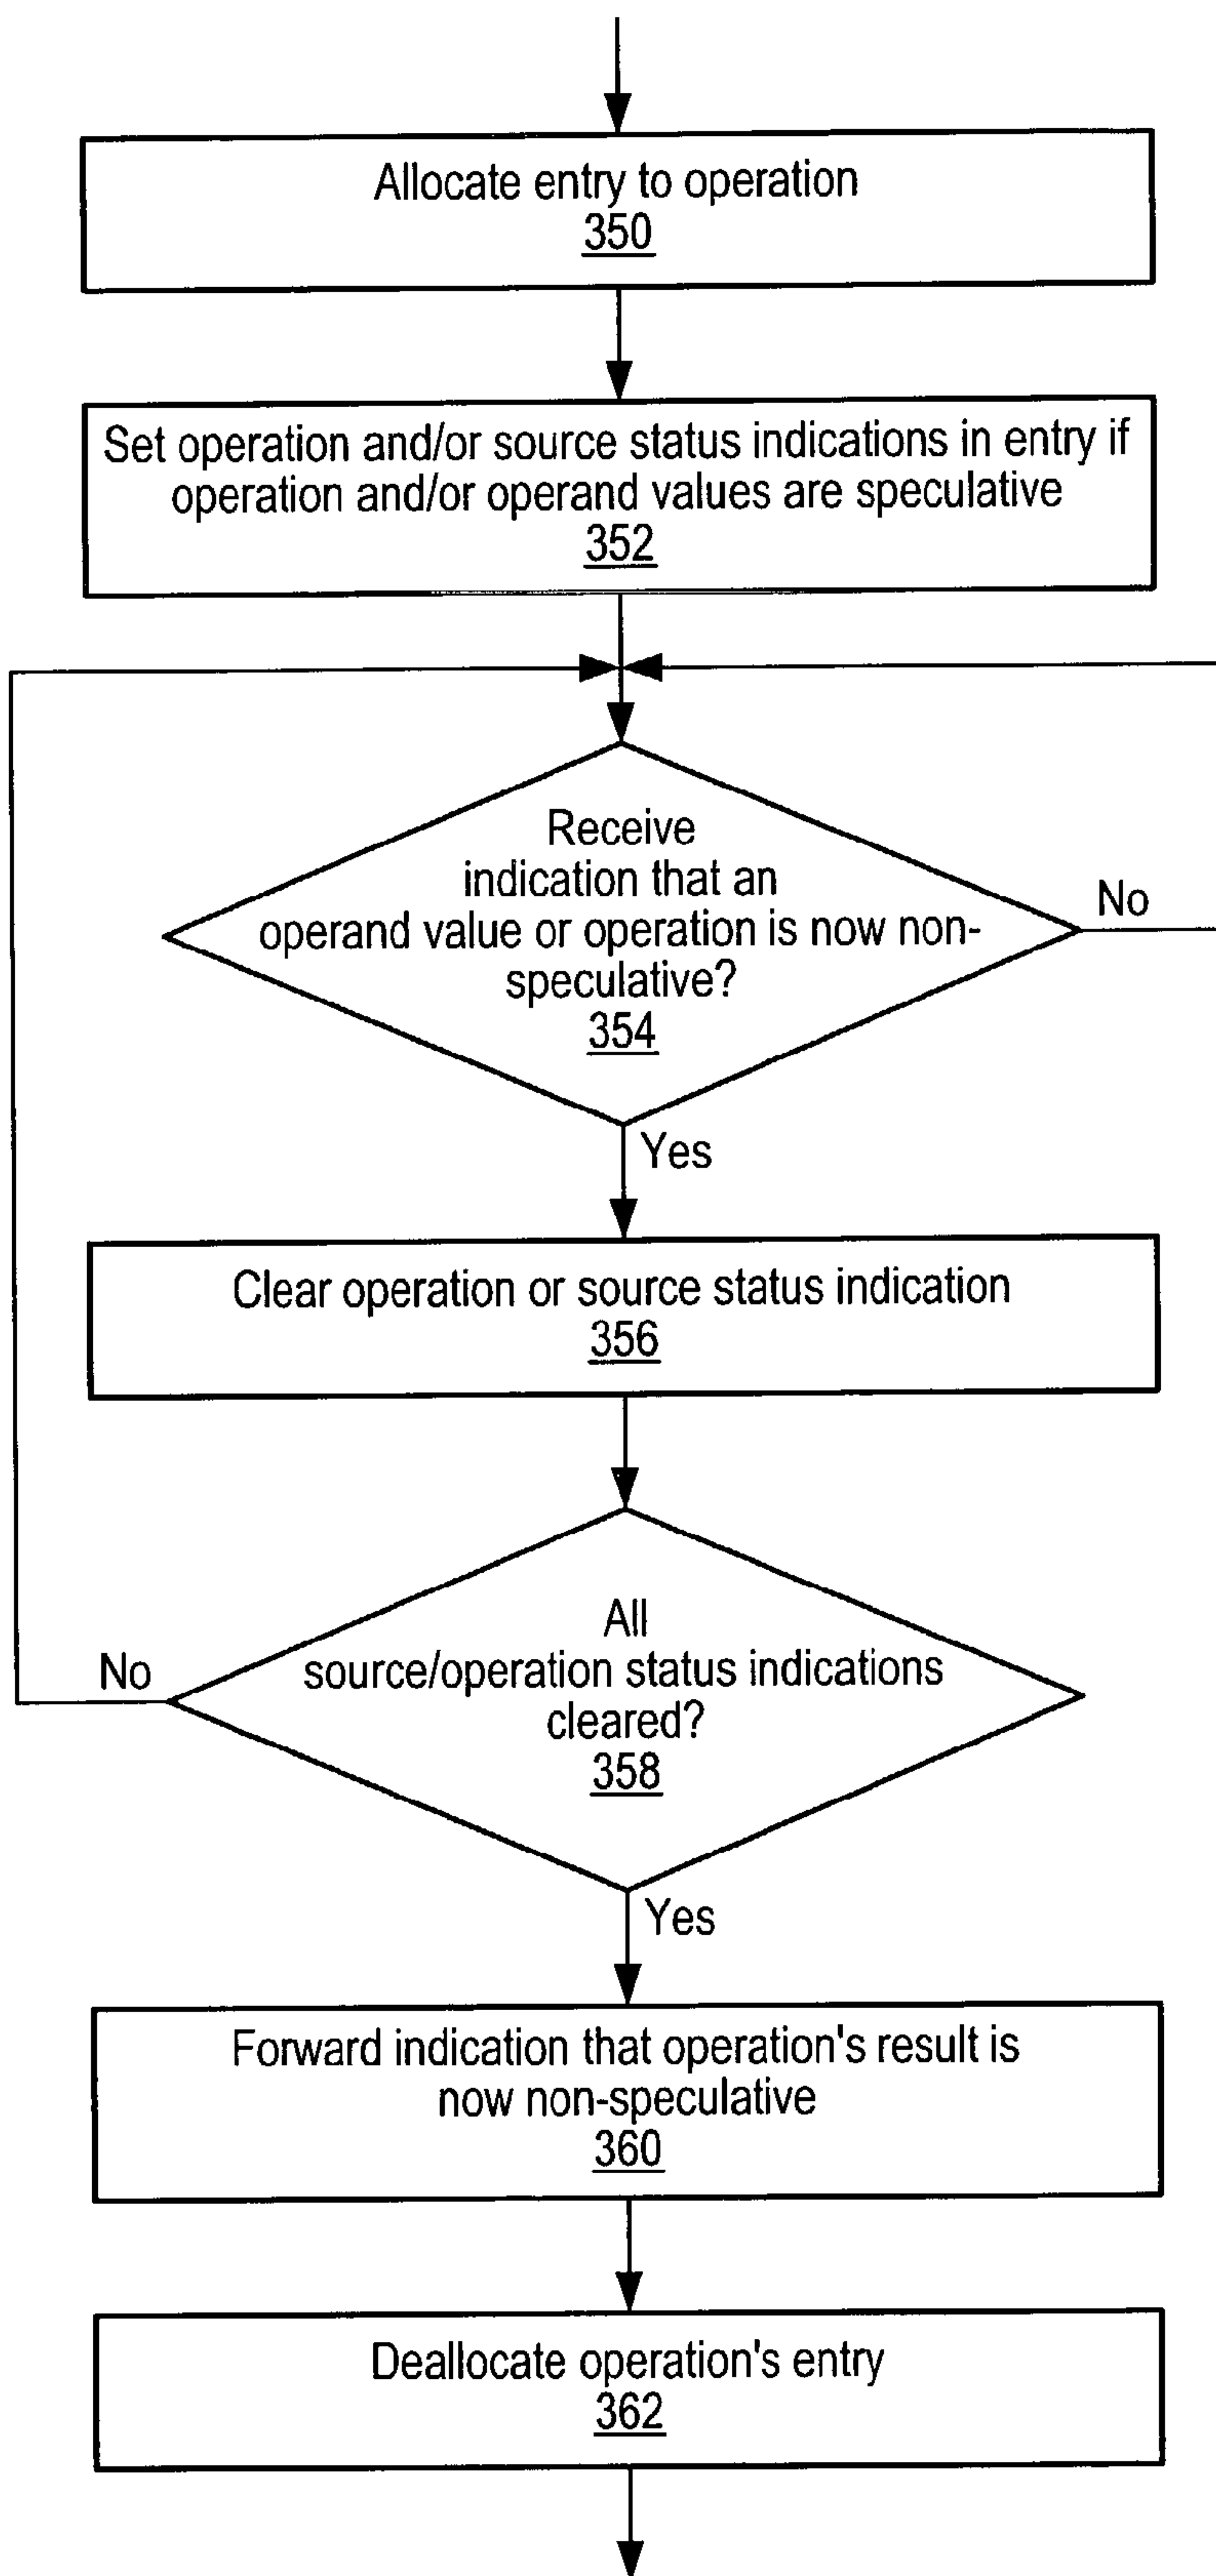 Allocate entry to operation
350
Set operation and/or source status indications in entry if
operation and/or operand values are speculative
352
Receive
indication that an
operand value or operation is now non-
speculative?
354
No
Yes
Clear operation or source status indication
356
All
source/operation status indications
cleared?
358
No
Yes
Forward indication that operation's result is
now non-speculative
360
Deallocate operation's entry
362